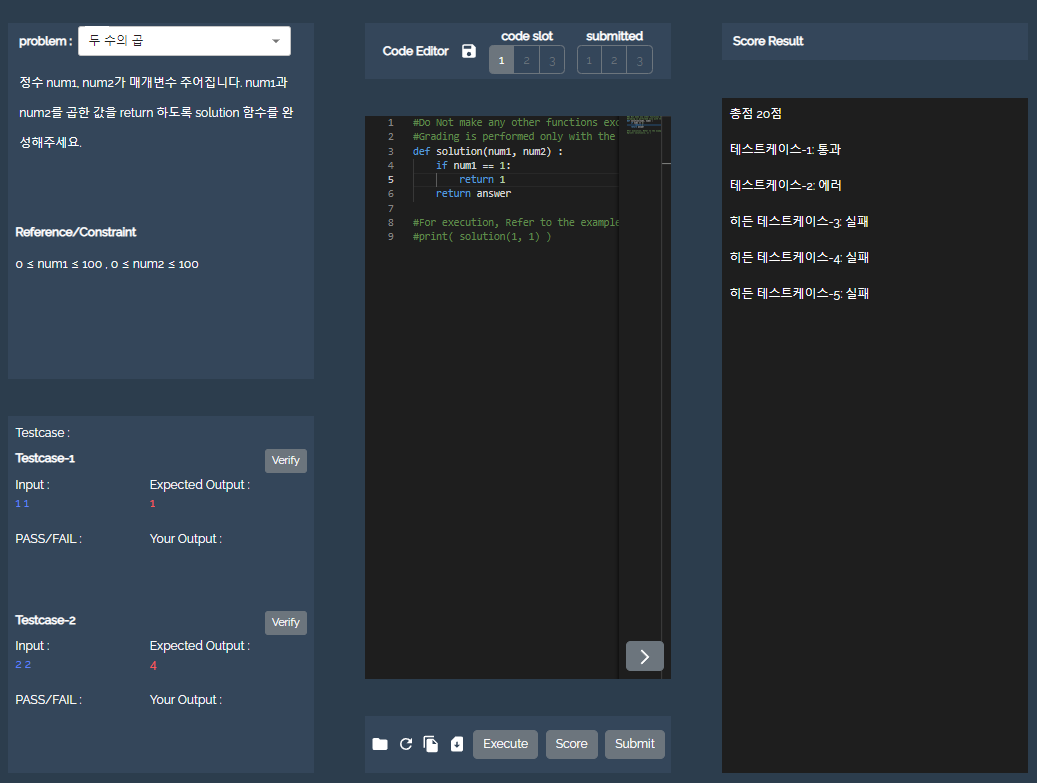 problem :
두 수의 곱
정수 num1, num2가 매개변수 주어집니다. num1과
num2를 곱한 값을 return 하도록 solution 함수를 완
성해주세요.
Reference/Constraint
0 ≤ num1 ≤ 100 , 0 ≤ num2 ≤ 100
Testcase :
Testcase-1
Verify
Input :
Expected Output :
1 1
1
PASS/FAIL :
Your Output :
Testcase-2
Verify
Input :
Expected Output :
2 2
4
PASS/FAIL :
Your Output :
Code Editor
code slot
1 2 3
submitted
1 2 3
1 #Do Not make any other functions exc
2 #Grading is performed only with the
3 def solution(num1, num2) :
4 if num1 == 1:
5 return 1
6 return answer
7
8 #For execution, Refer to the example
9 #print( solution(1, 1) )
Execute
Score
Submit
Score Result
총점 20점
테스트케이스-1: 통과
테스트케이스-2: 에러
히든 테스트케이스-3: 실패
히든 테스트케이스-4: 실패
히든 테스트케이스-5: 실패